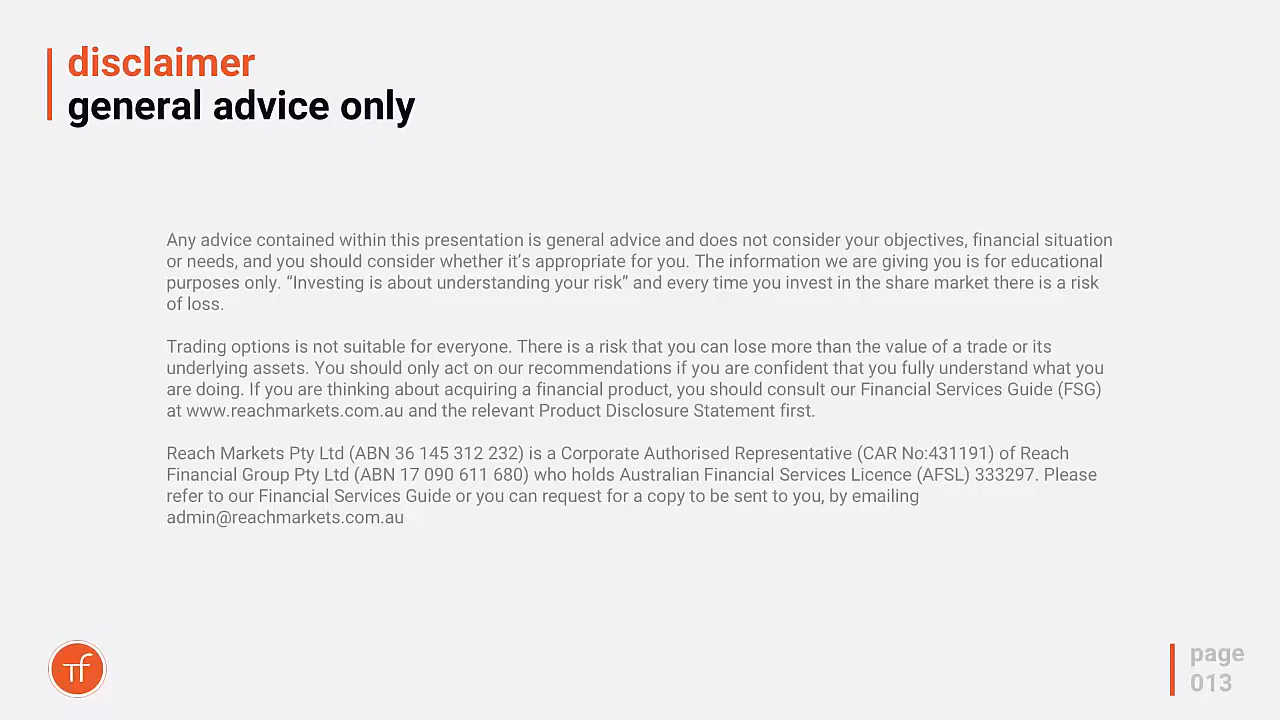 disclaimer
general advice only
Any advice contained within this presentation is general advice and does not consider your objectives, financial situation
or needs, and you should consider whether it’s appropriate for you. The information we are giving you is for educational
purposes only. “Investing is about understanding your risk” and every time you invest in the share market there is a risk
of loss.
Trading options is not suitable for everyone. There is a risk that you can lose more than the value of a trade or its
underlying assets. You should only act on our recommendations if you are confident that you fully understand what you
are doing. If you are thinking about acquiring a financial product, you should consult our Financial Services Guide (FSG)
at www.reachmarkets.com.au and the relevant Product Disclosure Statement first.
Reach Markets Pty Ltd (ABN 36 145 312 232) is a Corporate Authorised Representative (CAR No:431191) of Reach
Financial Group Pty Ltd (ABN 17 090 611 680) who holds Australian Financial Services Licence (AFSL) 333297. Please
refer to our Financial Services Guide or you can request for a copy to be sent to you, by emailing
admin@reachmarkets.com.au
TF
page
013